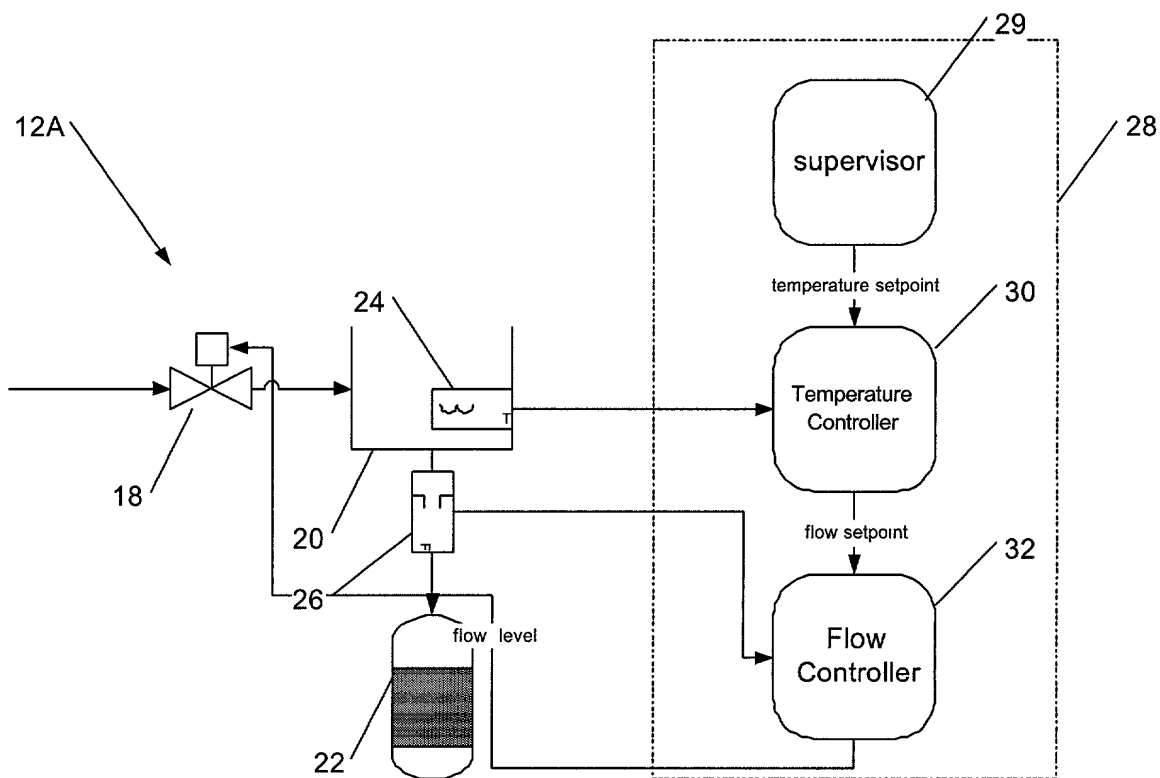 29
12A
28
supervisor
temperature setpoint
30
24
T
Temperature
Controller
18
20
flow setpoint
F
32
26
flow level
Flow
Controller
22